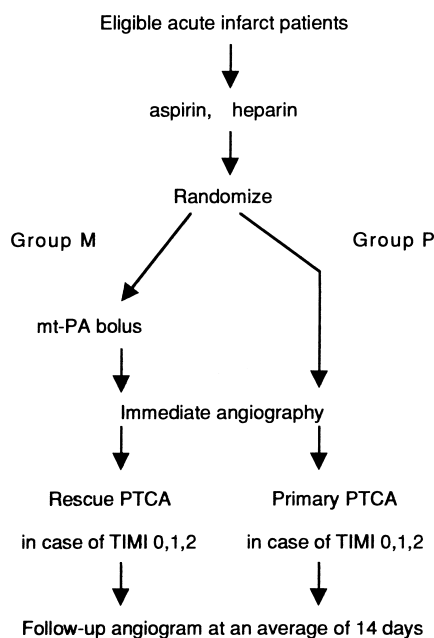 Eligible acute infarct patients
aspirin, heparin
Randomize
Group M
Group P
mt-PA bolus
Immediate angiography
Rescue PTCA
Primary PTCA
in case of TIMI 0,1,2
in case of TIMI 0,1,2
Follow-up angiogram at an average of 14 days